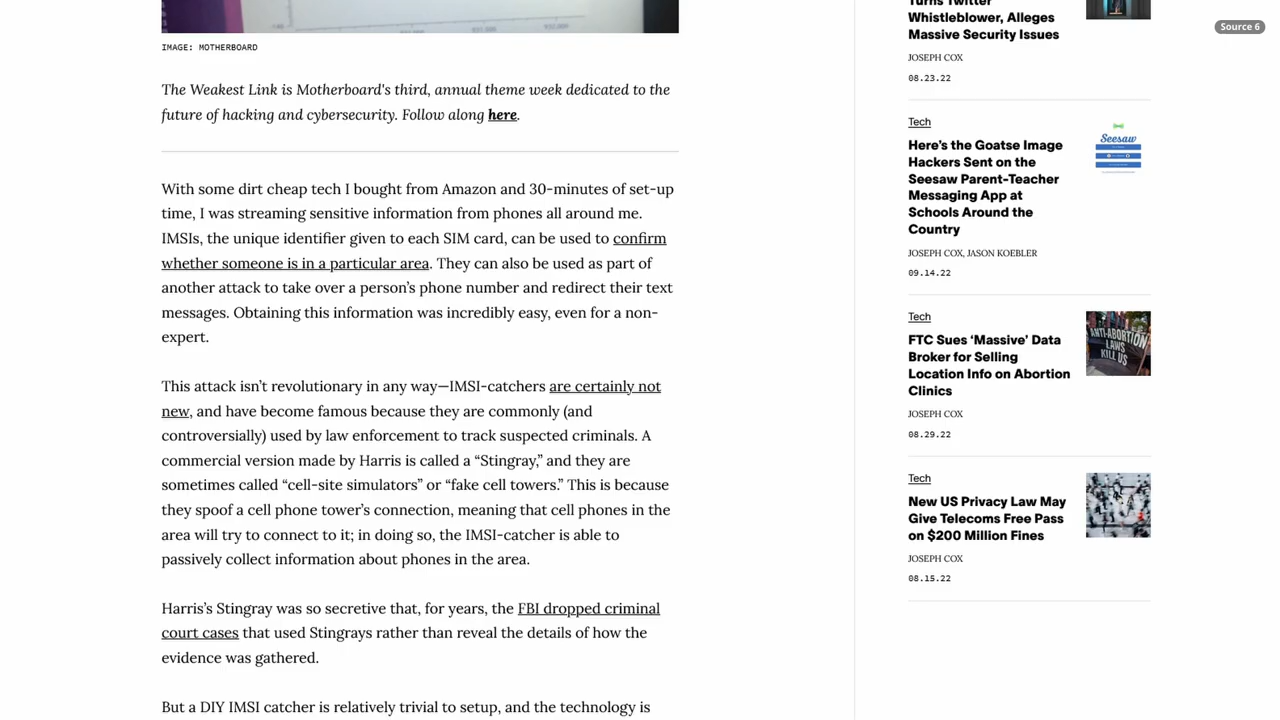 IMAGE: MOTHERBOARD
The Weakest Link is Motherboard's third, annual theme week dedicated to the
future of hacking and cybersecurity. Follow along here.
With some dirt cheap tech I bought from Amazon and 30-minutes of set-up
time, I was streaming sensitive information from phones all around me.
IMSIs, the unique identifier given to each SIM card, can be used to confirm
whether someone is in a particular area. They can also be used as part of
another attack to take over a person’s phone number and redirect their text
messages. Obtaining this information was incredibly easy, even for a non-
expert.
This attack isn’t revolutionary in any way—IMSI-catchers are certainly not
new, and have become famous because they are commonly (and
controversially) used by law enforcement to track suspected criminals. A
commercial version made by Harris is called a “Stingray,” and they are
sometimes called “cell-site simulators” or “fake cell towers.” This is because
they spoof a cell phone tower’s connection, meaning that cell phones in the
area will try to connect to it; in doing so, the IMSI-catcher is able to
passively collect information about phones in the area.
Harris’s Stingray was so secretive that, for years, the FBI dropped criminal
court cases that used Stingrays rather than reveal the details of how the
evidence was gathered.
But a DIY IMSI catcher is relatively trivial to setup, and the technology is
Turns Twitter
Whistleblower, Alleges
Massive Security Issues
JOSEPH COX
08.23.22
Tech
Here’s the Goatse Image
Hackers Sent on the
Seesaw Parent-Teacher
Messaging App at
Schools Around the
Country
JOSEPH COX, JASON KOEBLER
09.14.22
Seesaw
Tech
FTC Sues ‘Massive’ Data
Broker for Selling
Location Info on Abortion
Clinics
JOSEPH COX
08.29.22
ANTI-ABORTION
LAWS
KILL US
Tech
New US Privacy Law May
Give Telecoms Free Pass
on $200 Million Fines
JOSEPH COX
08.15.22
Source 6